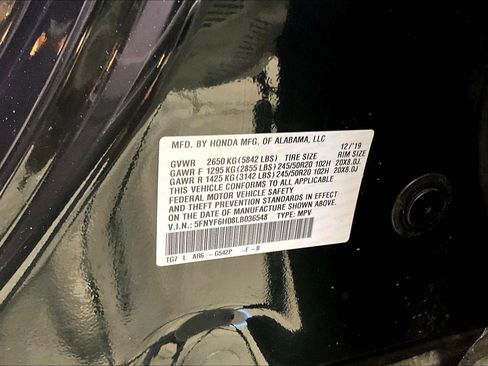 MFD. BY HONDA MFG. OF ALABAMA, LLC 12/'19
GVWR 2650 KG (5842 LBS) TIRE SIZE RIM SIZE
GAWR F 1295 KG (2855 LBS) 245/50R20 102H 20X8.0J.
GAWR R 1425 KG (3142 LBS) 245/50R20 102H 20X8.0J
THIS VEHICLE CONFORMS TO ALL APPLICABLE
FEDERAL MOTOR VEHICLE SAFETY
AND THEFT PREVENTION STANDARDS IN EFFECT
ON THE DATE OF MANUFACTURE SHOWN ABOVE.
V.I.N.: 5FNYF6H08LB036548 TYPE: MPV
TG7 L AR6 -G542P -F-B